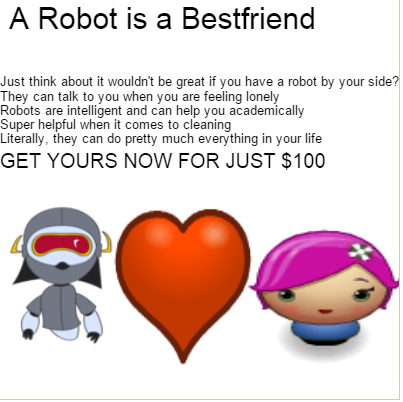 A Robot is a Bestfriend
Just think about it wouldn't be great if you have a robot by your side?
They can talk to you when you are feeling lonely
Robots are intelligent and can help you academically
Super helpful when it comes to cleaning
Literally, they can do pretty much everything in your life
GET YOURS NOW FOR JUST $100